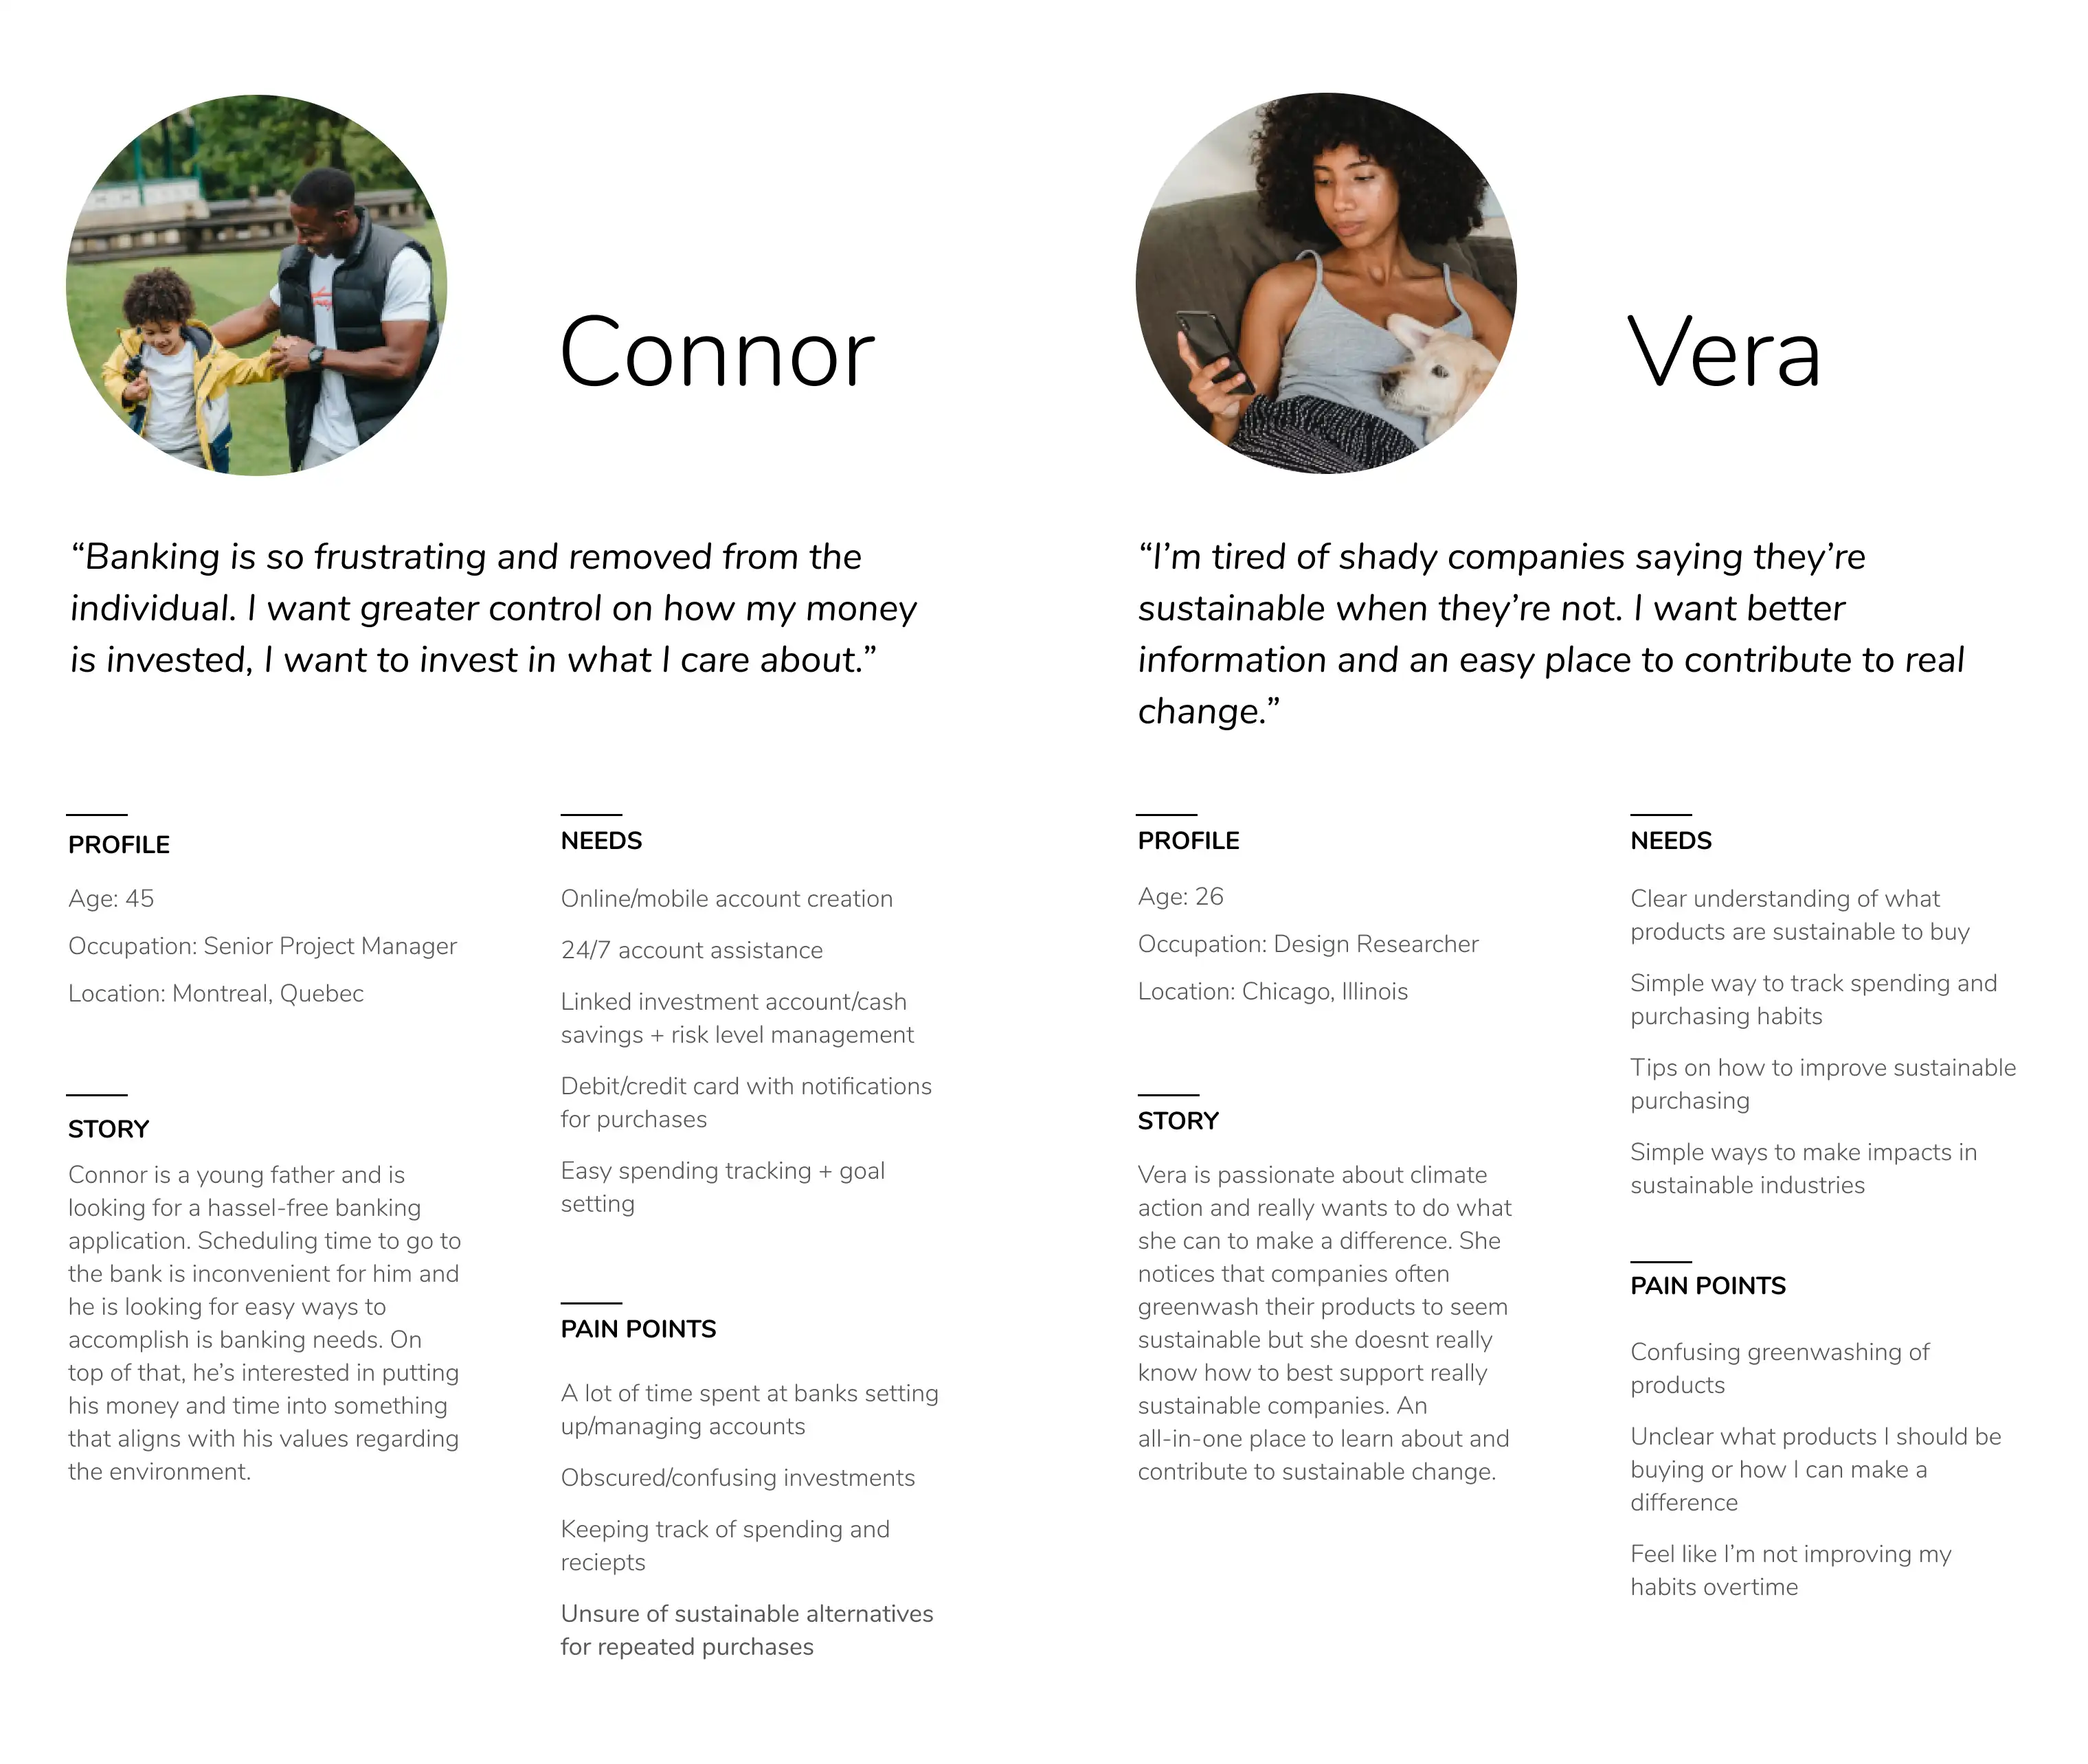 Connor
“Banking is so frustrating and removed from the
individual. I want greater control on how my money
is invested, I want to invest in what I care about.”
PROFILE
Age: 45
Occupation: Senior Project Manager
Location: Montreal, Quebec
STORY
Connor is a young father and is
looking for a hassel-free banking
application. Scheduling time to go to
the bank is inconvenient for him and
he is looking for easy ways to
accomplish is banking needs. On
top of that, he’s interested in putting
his money and time into something
that aligns with his values regarding
the environment.
NEEDS
Online/mobile account creation
24/7 account assistance
Linked investment account/cash
savings + risk level management
Debit/credit card with notifications
for purchases
Easy spending tracking + goal
setting
PAIN POINTS
A lot of time spent at banks setting
up/managing accounts
Obscured/confusing investments
Keeping track of spending and
reciepts
Unsure of sustainable alternatives
for repeated purchases
Vera
“I’m tired of shady companies saying they’re
sustainable when they’re not. I want better
information and an easy place to contribute to real
change.”
PROFILE
Age: 26
Occupation: Design Researcher
Location: Chicago, Illinois
STORY
Vera is passionate about climate
action and really wants to do what
she can to make a difference. She
notices that companies often
greenwash their products to seem
sustainable but she doesnt really
know how to best support really
sustainable companies. An
all-in-one place to learn about and
contribute to sustainable change.
NEEDS
Clear understanding of what
products are sustainable to buy
Simple way to track spending and
purchasing habits
Tips on how to improve sustainable
purchasing
Simple ways to make impacts in
sustainable industries
PAIN POINTS
Confusing greenwashing of
products
Unclear what products I should be
buying or how I can make a
difference
Feel like I’m not improving my
habits overtime